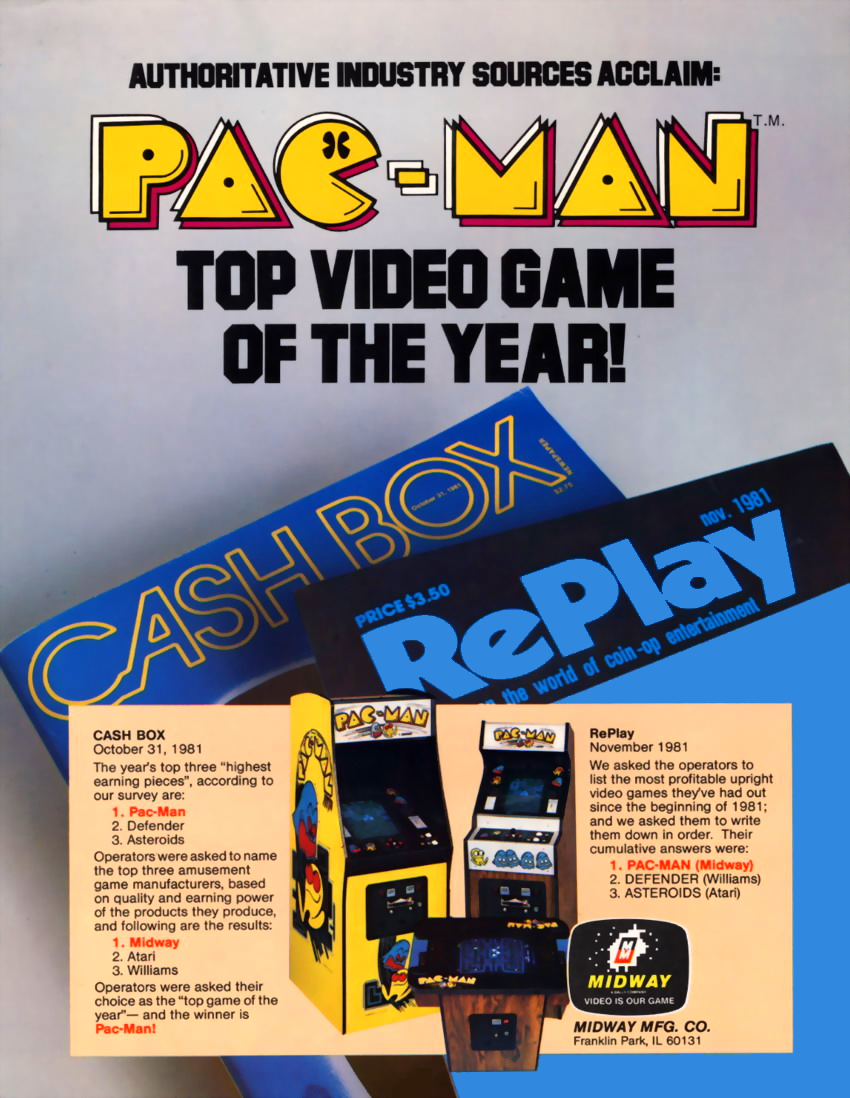 AUTHORITATIVE INDUSTRY SOURCES ACCLAIM:
PAC-MAN T.M.
TOP VIDEO GAME
OF THE YEAR!
CASH BOX
NEWSPAPER
$2.75
October 31, 1981
nov. 1981
PRICE $3.50
RePlay
the world of coin-op entertainment
CASH BOX
October 31, 1981
The year's top three "highest
earning pieces", according to
our survey are:
1. Pac-Man
2. Defender
3. Asteroids
Operators were asked to name
the top three amusement
game manufacturers, based
on quality and earning power
of the products they produce,
and following are the results:
1. Midway
2. Atari
3. Williams
Operators were asked their
choice as the "top game of the
year"— and the winner is
Pac-Man!
PAC-MAN
PAC-MAN
PAC-MAN
PAC-MAN
RePlay
November 1981
We asked the operators to
list the most profitable upright
video games they've had out
since the beginning of 1981;
and we asked them to write
them down in order. Their
cumulative answers were:
1. PAC-MAN (Midway)
2. DEFENDER (Williams)
3. ASTEROIDS (Atari)
MIDWAY
VIDEO IS OUR GAME
MIDWAY MFG. CO.
Franklin Park, IL 60131